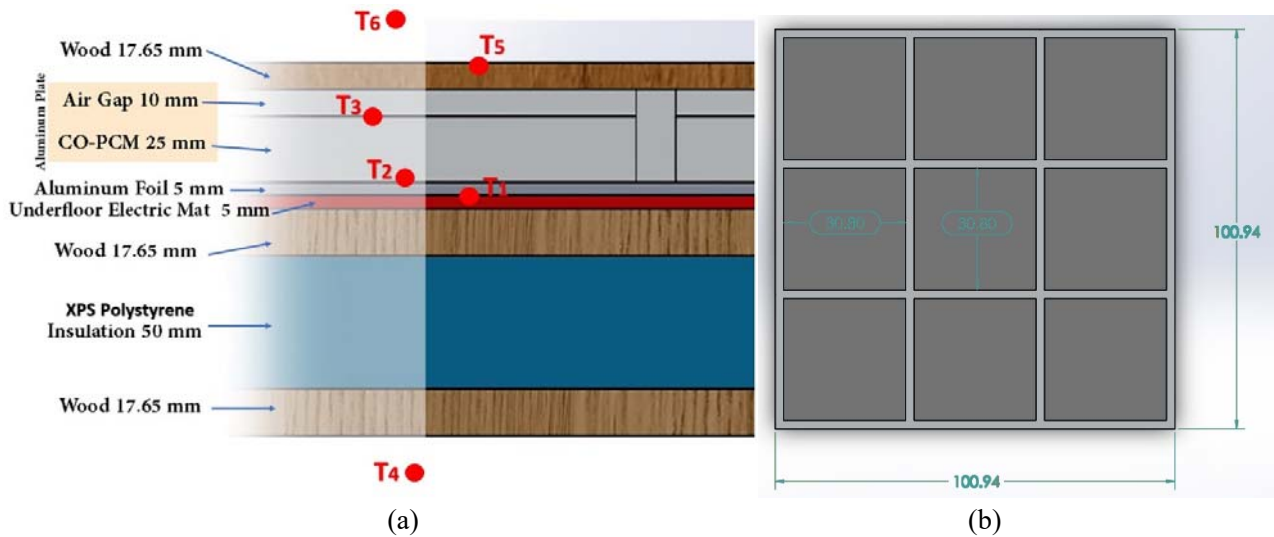 T6
Wood 17.65 mm
T5
Aluminum Plate
Air Gap 10 mm
T3
CO-PCM 25 mm
T2
Aluminum Foil 5 mm
T1
Underfloor Electric Mat 5 mm
Wood 17.65 mm
XPS Polystyrene
Insulation 50 mm
Wood 17.65 mm
T4
(a)
30.80
30.80
100.94
100.94
(b)